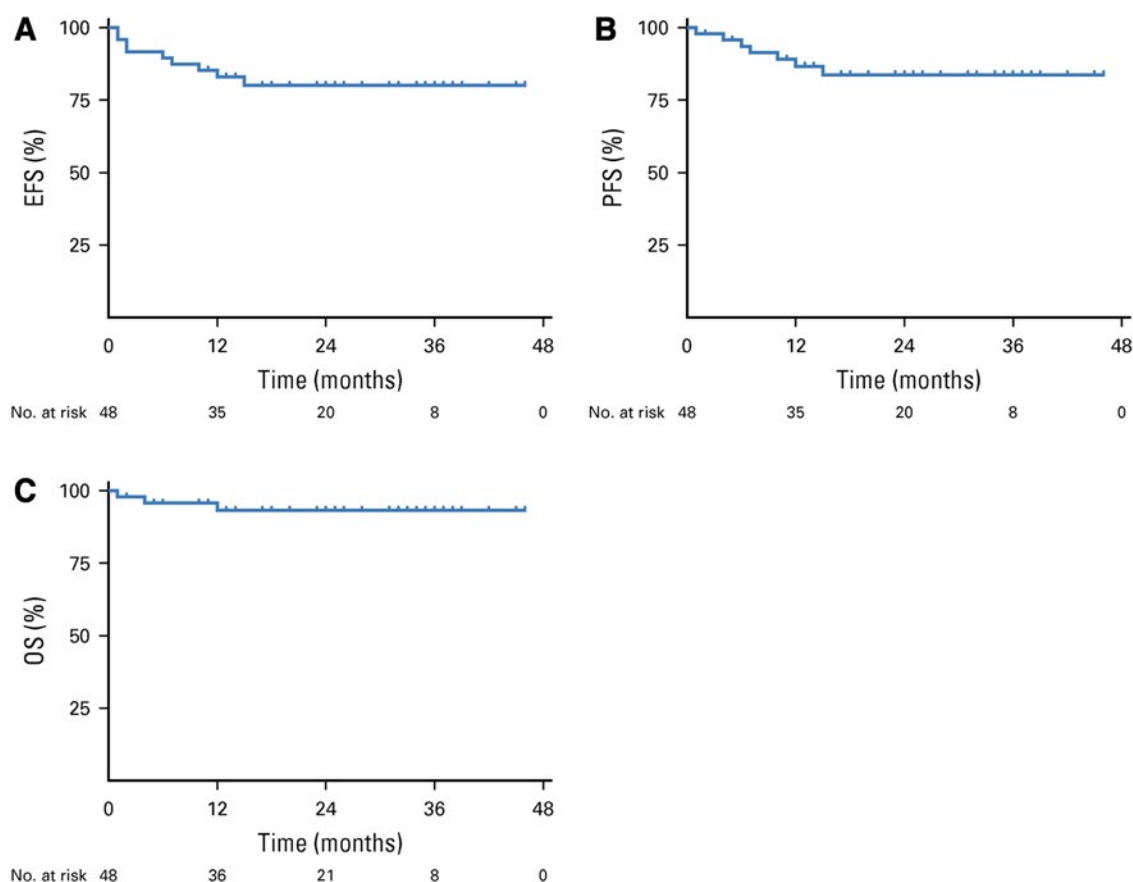 A
100
75
50
25
EFS (%)
0 12 24 36 48
Time (months)
No. at risk 48 35 20 8 0
B
100
75
50
25
PFS (%)
0 12 24 36 48
Time (months)
No. at risk 48 35 20 8 0
C
100
75
50
25
OS (%)
0 12 24 36 48
Time (months)
No. at risk 48 36 21 8 0